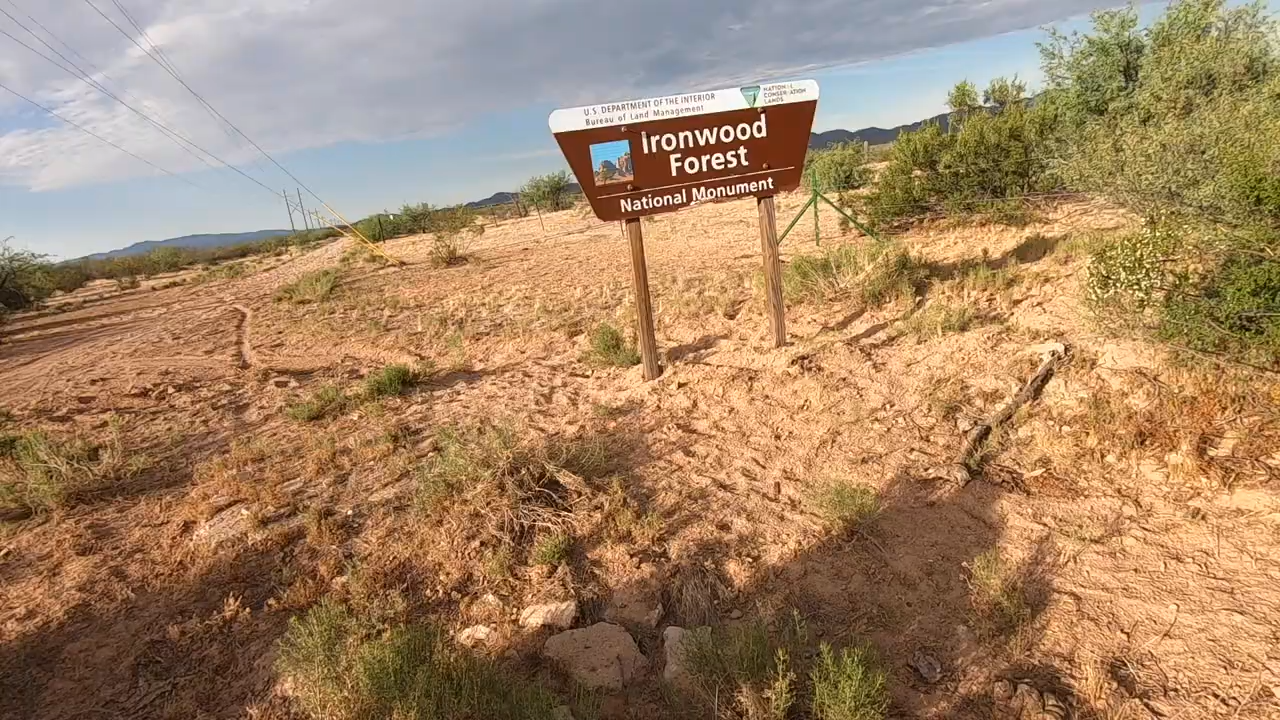 U.S. DEPARTMENT OF THE INTERIOR
Bureau of Land Management
NATIONAL
CONSERVATION
LANDS
Ironwood
Forest
National Monument